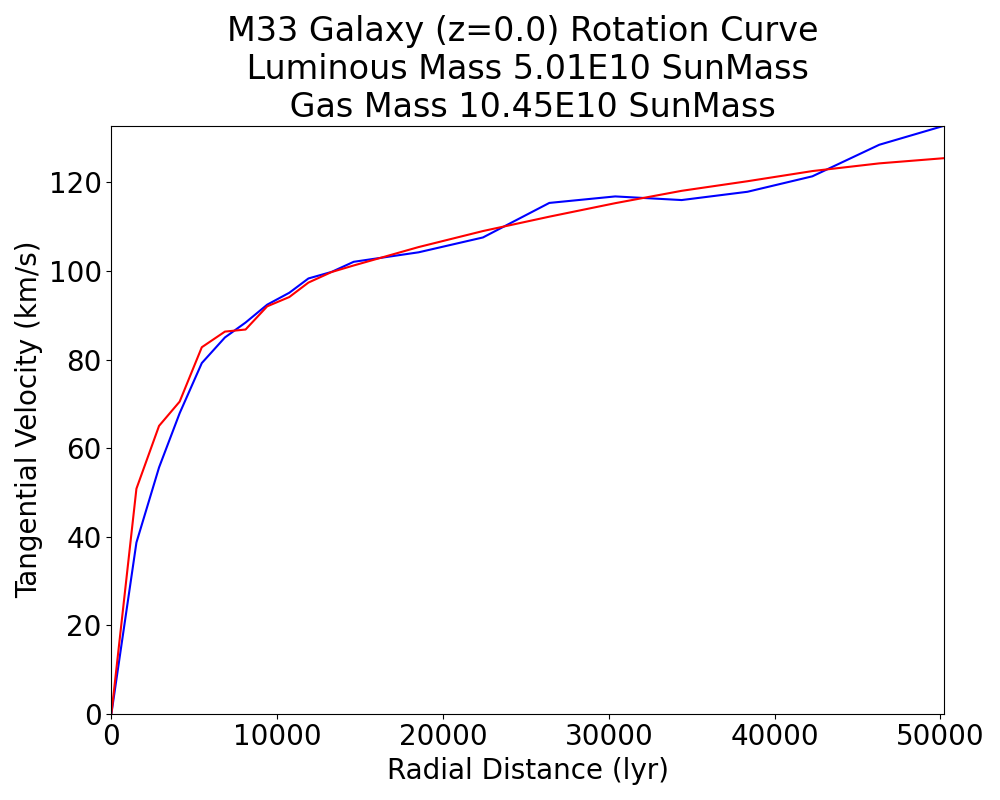 M33 Galaxy (z=0.0) Rotation Curve
Luminous Mass 5.01E10 SunMass
Gas Mass 10.45E10 SunMass
120
100
80
60
40
20
0
Tangential Velocity (km/s)
0 10000 20000 30000 40000 50000
Radial Distance (lyr)